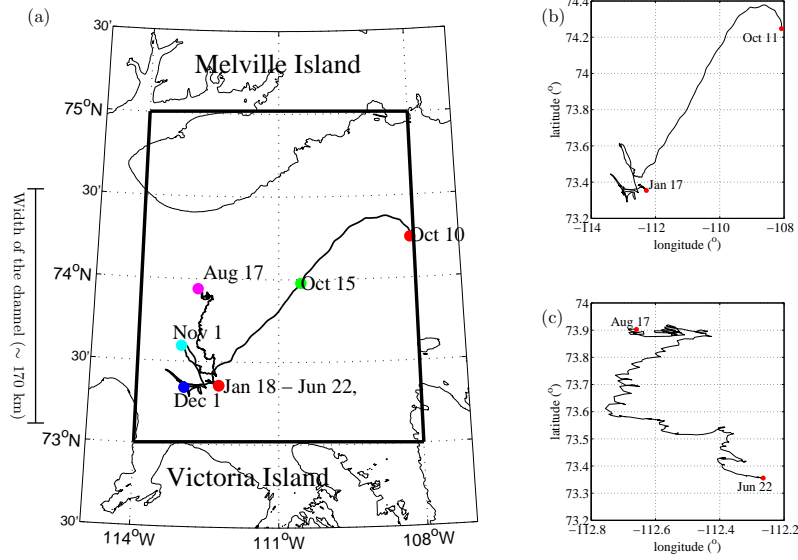 (a)
30'
Melville Island
75°N
30'
Oct 10
74°N
Aug 17
Oct 15
Nov 1
30'
Jan 18 – Jun 22,
Dec 1
73°N
Victoria Island
30'
114°W
111°W
108°W
Width of the channel (~ 170 km)
(b)
74.4
74.2
74
73.8
73.6
73.4
73.2
latitude (°)
Oct 11
Jan 17
−114
−112
−110
−108
longitude (°)
(c)
74
73.9
73.8
73.7
73.6
73.5
73.4
73.3
73.2
latitude (°)
Aug 17
Jun 22
−112.8
−112.6
−112.4
−112.2
longitude (°)